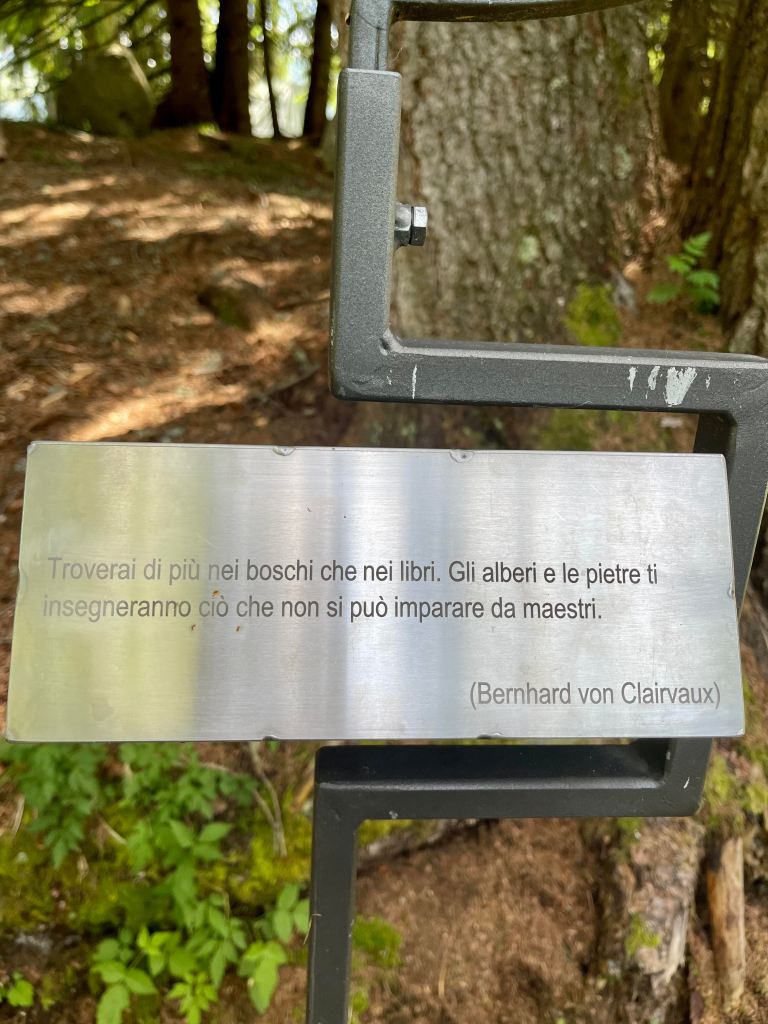 Troverai di più nei boschi che nei libri. Gli alberi e le pietre ti
insegneranno ciò che non si può imparare da maestri.
(Bernhard von Clairvaux)